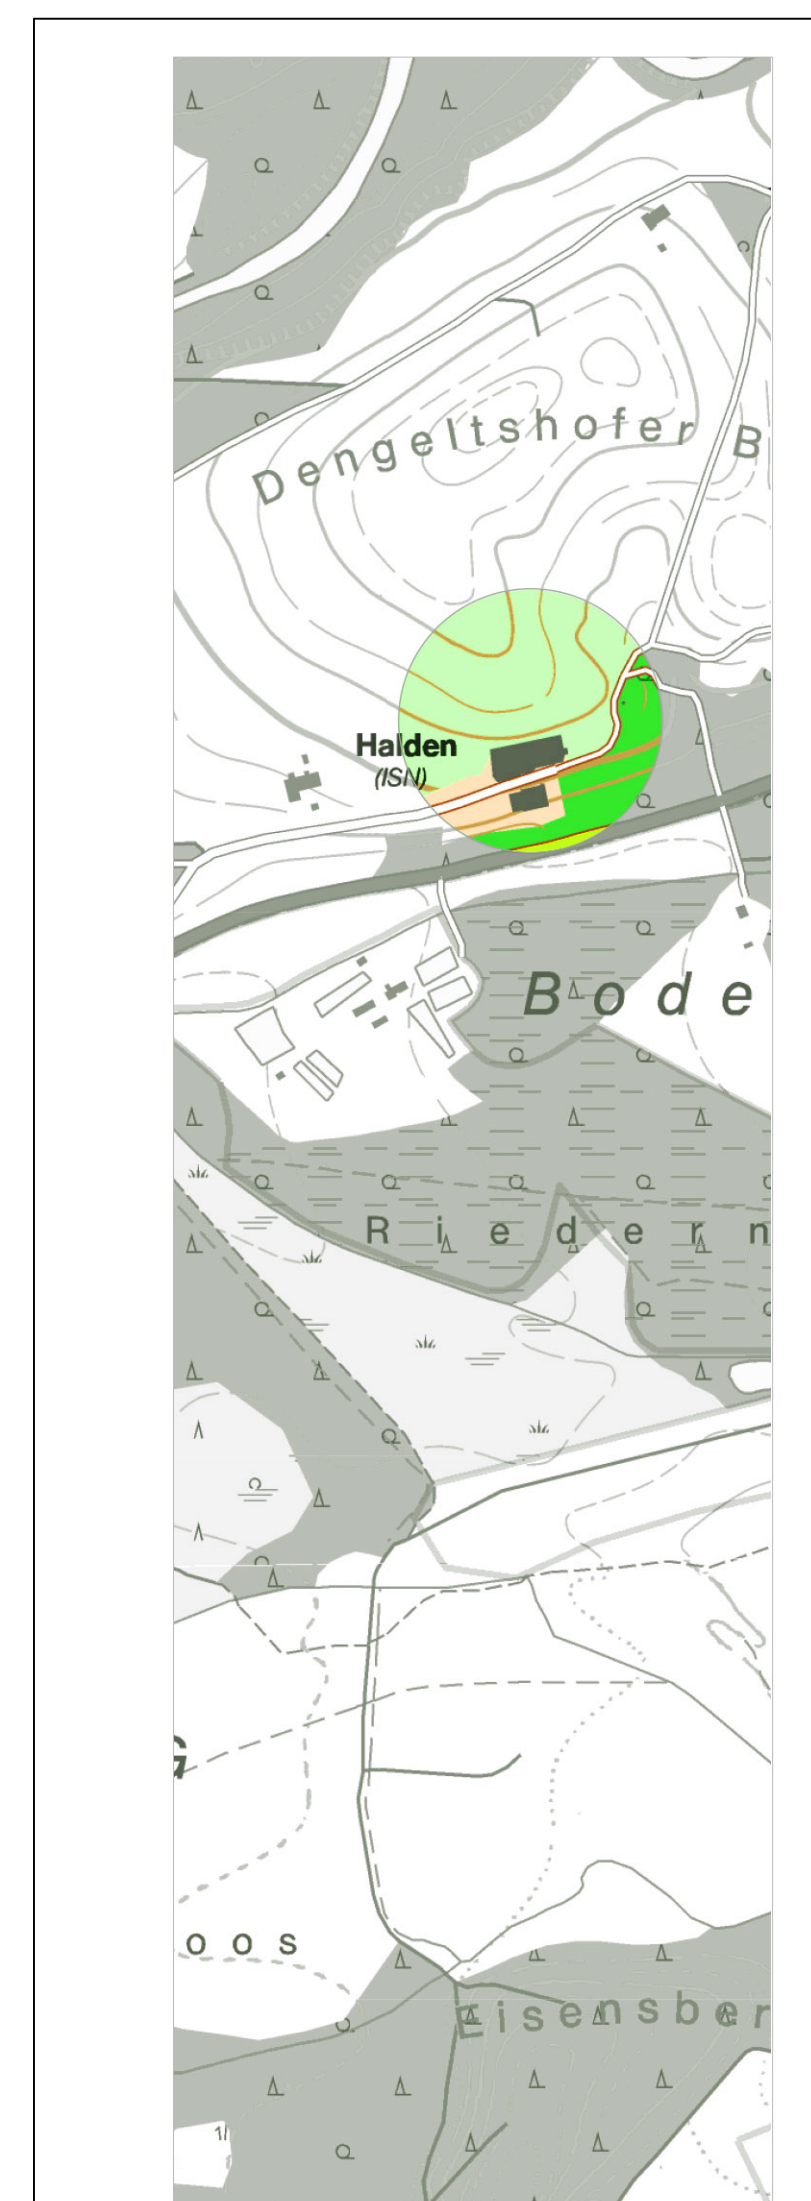 Dengeltshofer B
Halden
(ISN)
Bode
Riedern
G
oos
Eisensber